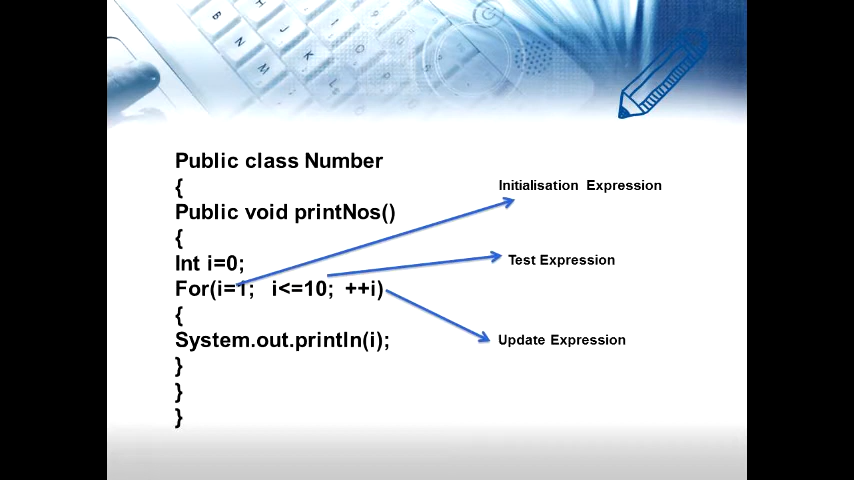 Public class Number
{
Public void printNos()
{
Int i=0;
For(i=1; i<=10; ++i)
{
System.out.println(i);
}
}
}
Initialisation Expression
Test Expression
Update Expression